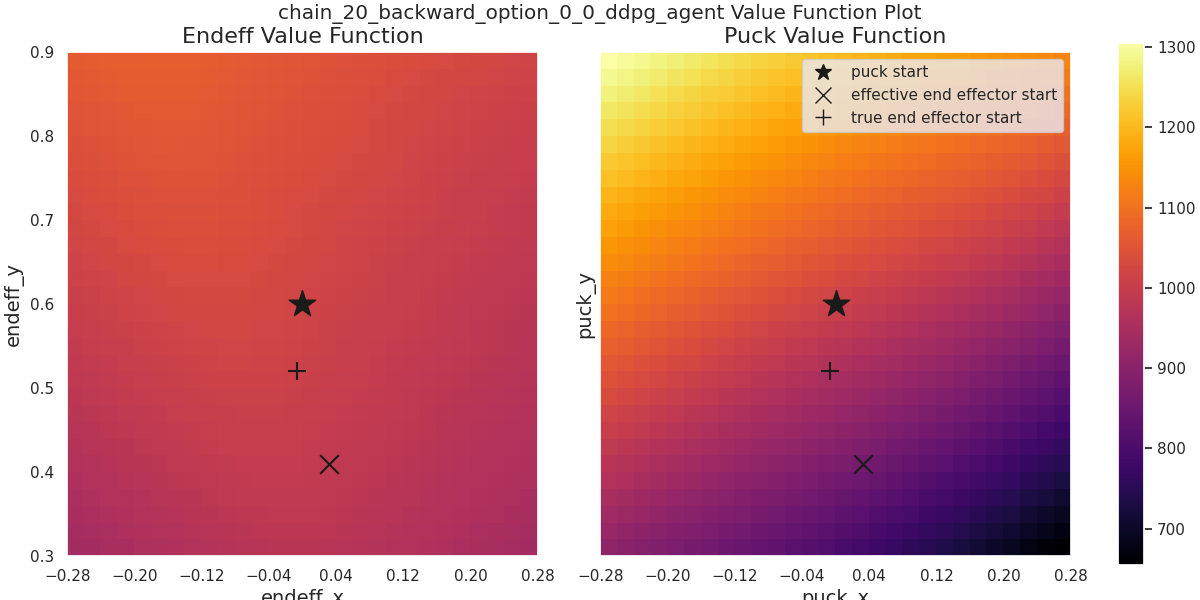 chain_20_backward_option_0_0_ddpg_agent Value Function Plot
Endeff Value Function
Puck Value Function
0.9
0.8
0.7
0.6
0.5
0.4
0.3
endeff_y
−0.28 −0.20 −0.12 −0.04 0.04 0.12 0.20 0.28
endeff_x
puck_y
puck start
effective end effector start
true end effector start
−0.28 −0.20 −0.12 −0.04 0.04 0.12 0.20 0.28
puck_x
1300
1200
1100
1000
900
800
700